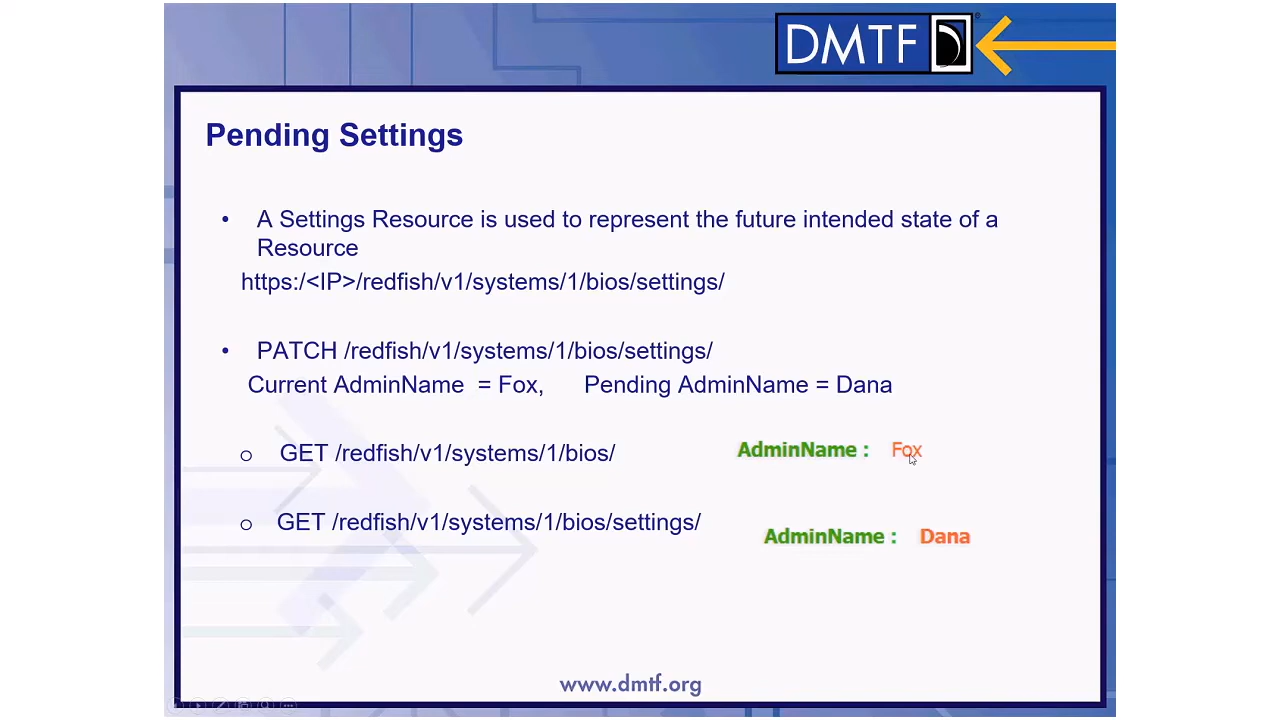 DMTF
Pending Settings
• A Settings Resource is used to represent the future intended state of a
Resource
https:/<IP>/redfish/v1/systems/1/bios/settings/
• PATCH /redfish/v1/systems/1/bios/settings/
Current AdminName = Fox, Pending AdminName = Dana
o GET /redfish/v1/systems/1/bios/ AdminName : Fox
o GET /redfish/v1/systems/1/bios/settings/ AdminName : Dana
www.dmtf.org